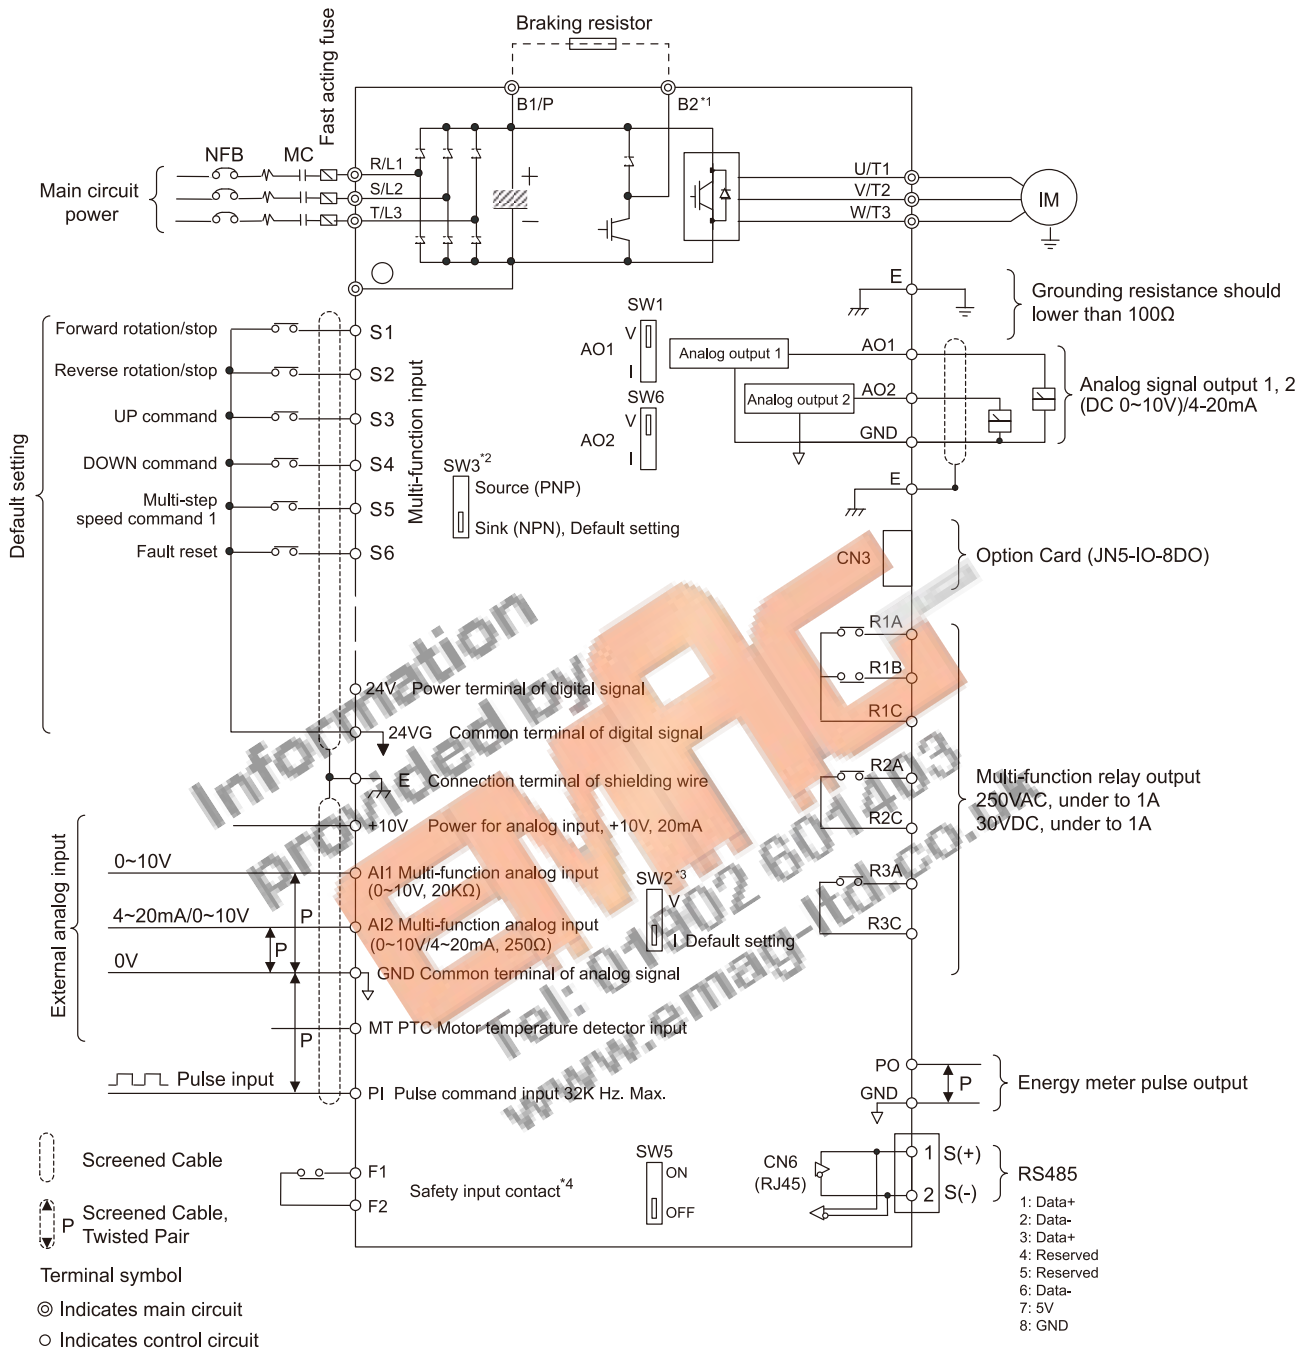 Braking resistor
Fast acting fuse
B1/P
B2*1
NFB
MC
R/L1
S/L2
T/L3
Main circuit
power
+
−
U/T1
V/T2
W/T3
IM
E
Grounding resistance should
lower than 100Ω
Default setting
Forward rotation/stop
Reverse rotation/stop
UP command
DOWN command
Multi-step
speed command 1
Fault reset
S1
S2
S3
S4
S5
S6
Multi-function input
SW1
AO1
V
I
SW6
AO2
V
I
SW3*2
Source (PNP)
Sink (NPN), Default setting
Analog output 1
Analog output 2
AO1
AO2
GND
E
Analog signal output 1, 2
(DC 0~10V)/4-20mA
CN3
Option Card (JN5-IO-8DO)
R1A
R1B
R1C
R2A
R2C
R3A
R3C
Multi-function relay output
250VAC, under to 1A
30VDC, under to 1A
24V Power terminal of digital signal
24VG Common terminal of digital signal
E Connection terminal of shielding wire
+10V Power for analog input, +10V, 20mA
External analog input
0~10V
4~20mA/0~10V
0V
P
P
P
AI1 Multi-function analog input
(0~10V, 20KΩ)
AI2 Multi-function analog input
(0~10V/4~20mA, 250Ω)
GND Common terminal of analog signal
MT PTC Motor temperature detector input
Pulse input
PI Pulse command input 32K Hz. Max.
SW2*3
V
I Default setting
PO
GND
P
Energy meter pulse output
F1
F2
Safety input contact*4
SW5
ON
OFF
CN6
(RJ45)
1 S(+)
2 S(-)
RS485
1: Data+
2: Data-
3: Data+
4: Reserved
5: Reserved
6: Data-
7: 5V
8: GND
Screened Cable
P
Screened Cable,
Twisted Pair
Terminal symbol
Indicates main circuit
Indicates control circuit
Information
provided by
EMAG
Tel: 01902 601403
www.emag-ltd.co.uk